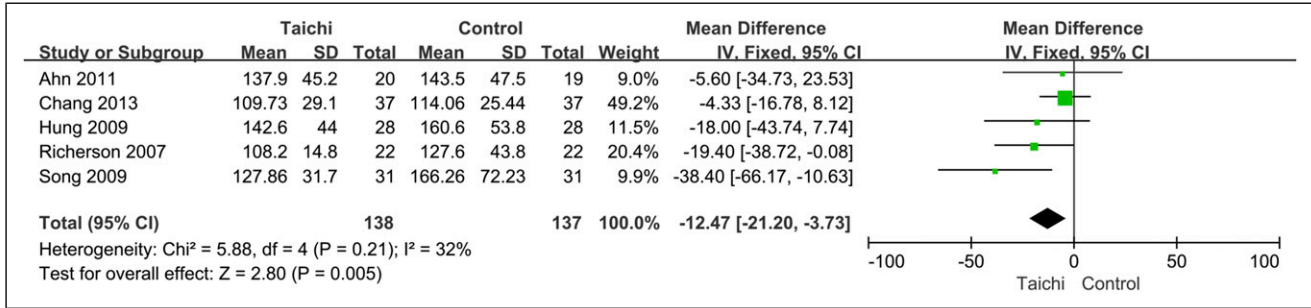 Taichi Control Mean Difference Mean Difference
Study or Subgroup Mean SD Total Mean SD Total Weight IV, Fixed, 95% CI IV, Fixed, 95% CI
Ahn 2011 137.9 45.2 20 143.5 47.5 19 9.0% -5.60 [-34.73, 23.53]
Chang 2013 109.73 29.1 37 114.06 25.44 37 49.2% -4.33 [-16.78, 8.12]
Hung 2009 142.6 44 28 160.6 53.8 28 11.5% -18.00 [-43.74, 7.74]
Richerson 2007 108.2 14.8 22 127.6 43.8 22 20.4% -19.40 [-38.72, -0.08]
Song 2009 127.86 31.7 31 166.26 72.23 31 9.9% -38.40 [-66.17, -10.63]
Total (95% CI) 138 137 100.0% -12.47 [-21.20, -3.73]
Heterogeneity: Chi² = 5.88, df = 4 (P = 0.21); I² = 32%
Test for overall effect: Z = 2.80 (P = 0.005)
-100 -50 0 50 100
Taichi Control